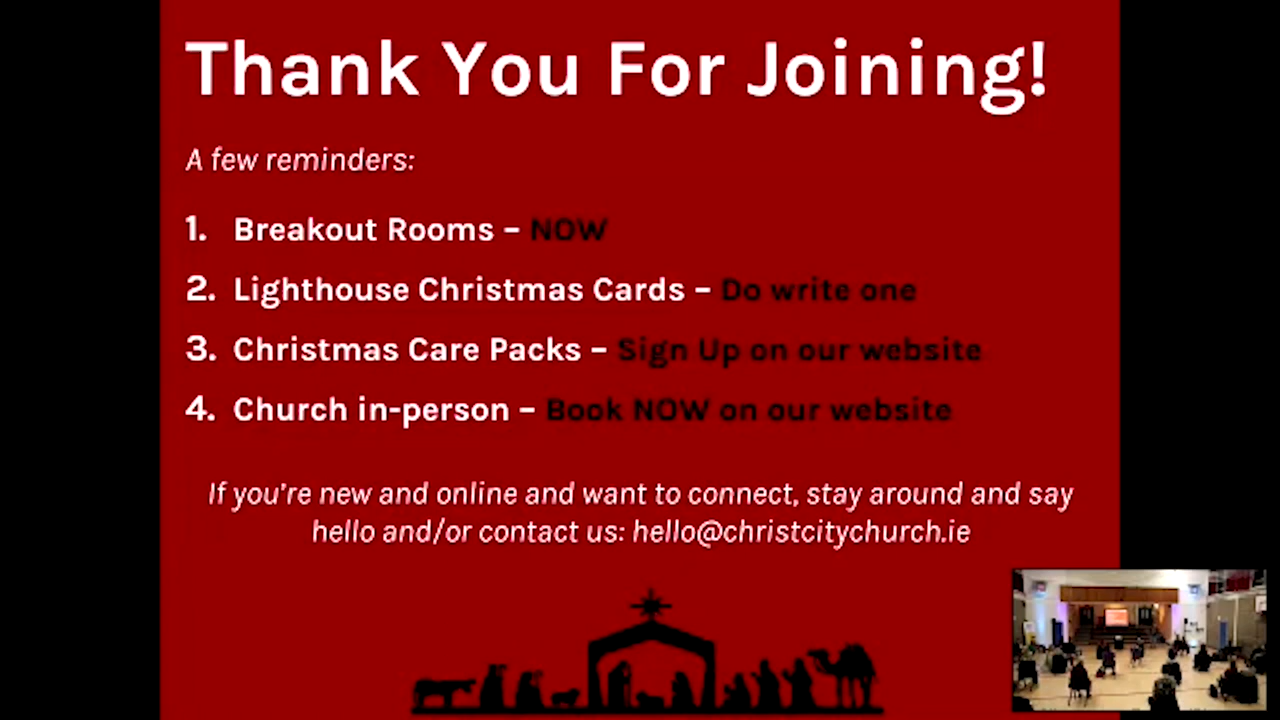 Thank You For Joining!
A few reminders:
1. Breakout Rooms – NOW
2. Lighthouse Christmas Cards – Do write one
3. Christmas Care Packs – Sign Up on our website
4. Church in-person – Book NOW on our website
If you're new and online and want to connect, stay around and say
hello and/or contact us: hello@christcitychurch.ie